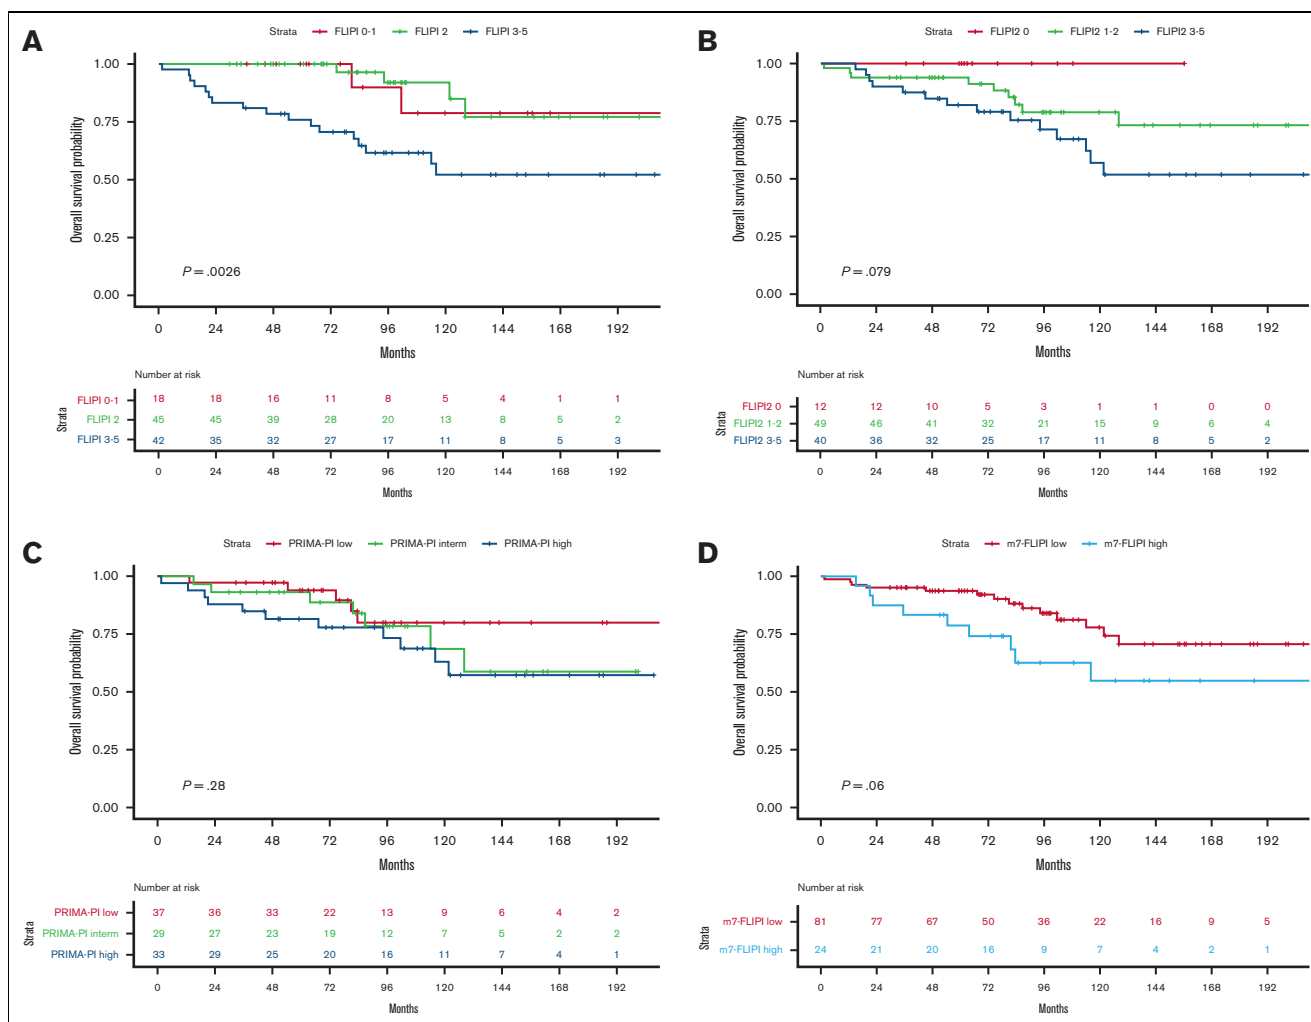 A
Strata FLIPI 0-1 FLIPI 2 FLIPI 3-5
Overall survival probability
1.00
0.75
0.50
0.25
0.00
P = .0026
0 24 48 72 96 120 144 168 192
Months
Number at risk
Strata
FLIPI 0-1 18 18 16 11 8 5 4 1 1
FLIPI 2 45 45 39 28 20 13 8 5 2
FLIPI 3-5 42 35 32 27 17 11 8 5 3
0 24 48 72 96 120 144 168 192
Months
B
Strata FLIPI2 0 FLIPI2 1-2 FLIPI2 3-5
Overall survival probability
1.00
0.75
0.50
0.25
0.00
P = .079
0 24 48 72 96 120 144 168 192
Months
Number at risk
Strata
FLIPI2 0 12 12 10 5 3 1 1 0 0
FLIPI2 1-2 49 46 41 32 21 15 9 6 4
FLIPI2 3-5 40 36 32 25 17 11 8 5 2
0 24 48 72 96 120 144 168 192
Months
C
Strata PRIMA-PI low PRIMA-PI interm PRIMA-PI high
Overall survival probability
1.00
0.75
0.50
0.25
0.00
P = .28
0 24 48 72 96 120 144 168 192
Months
Number at risk
Strata
PRIMA-PI low 37 36 33 22 13 9 6 4 2
PRIMA-PI interm 29 27 23 19 12 7 5 2 2
PRIMA-PI high 33 29 25 20 16 11 7 4 1
0 24 48 72 96 120 144 168 192
Months
D
Strata m7-FLIPI low m7-FLIPI high
Overall survival probability
1.00
0.75
0.50
0.25
0.00
P = .06
0 24 48 72 96 120 144 168 192
Months
Number at risk
Strata
m7-FLIPI low 81 77 67 50 36 22 16 9 5
m7-FLIPI high 24 21 20 16 9 7 4 2 1
0 24 48 72 96 120 144 168 192
Months